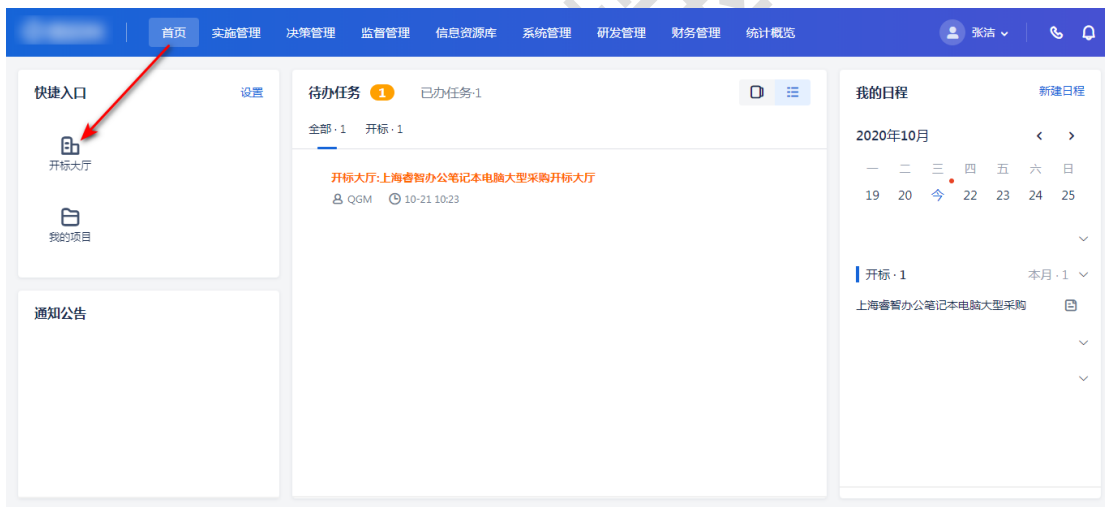 首页 实施管理 决策管理 监督管理 信息资源库 系统管理 研发管理 财务管理 统计概览 张洁
快捷入口 设置
开标大厅
我的项目
通知公告
待办任务 1 已办任务·1
全部·1 开标·1
开标大厅:上海睿智办公笔记本电脑大型采购开标大厅
QGM 10-21 10:23
我的日程 新建日程
2020年10月 < >
一 二 三 四 五 六 日
19 20 今 22 23 24 25
开标·1 本月·1
上海睿智办公笔记本电脑大型采购